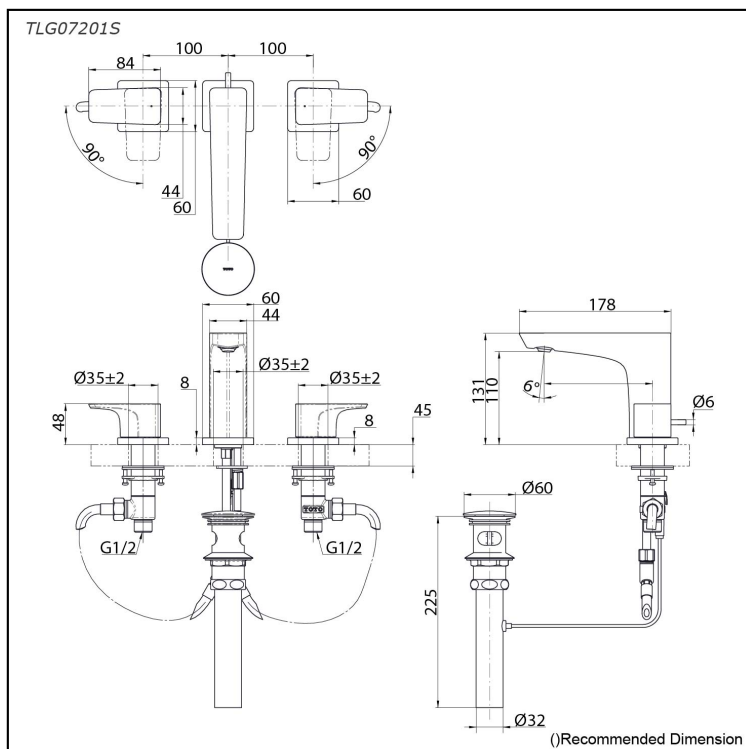 TLG07201S
100
100
84
90°
90°
44
60
60
TOTO
60
44
178
Ø35±2
Ø35±2
Ø35±2
8
8
48
45
131
110
6°
Ø6
TOTO
G1/2
G1/2
Ø60
225
Ø32
()Recommended Dimension